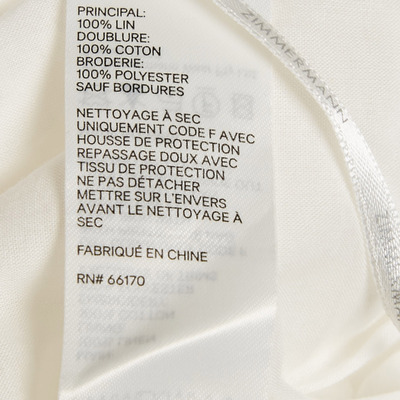 PRINCIPAL:
100% LIN
DOUBLURE:
100% COTON
BRODERIE:
100% POLYESTER
SAUF BORDURES
NETTOYAGE À SEC
UNIQUEMENT CODE F AVEC
HOUSSE DE PROTECTION
REPASSAGE DOUX AVEC
TISSU DE PROTECTION
NE PAS DÉTACHER
METTRE SUR L'ENVERS
AVANT LE NETTOYAGE À
SEC
FABRIQUÉ EN CHINE
RN# 66170
ZIMMERMANN